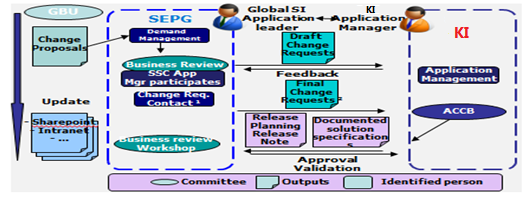 GBU
SEPG
Global SI
Application
leader
KI
Application
Manager
KI
Change
Proposals
Demand
Management
Draft
Change
Requests
Business Review
SSC App
Mgr participates
Feedback
Application
Management
Change Req.
Contact 1
Final
Change
Requests
Update
Sharepoint
Intranet
- ...
Release
Planning
Release
Note
Documented
solution
specification
s
ACCB
Business review
Workshop
Approval
Validation
Committee
Outputs
Identified person